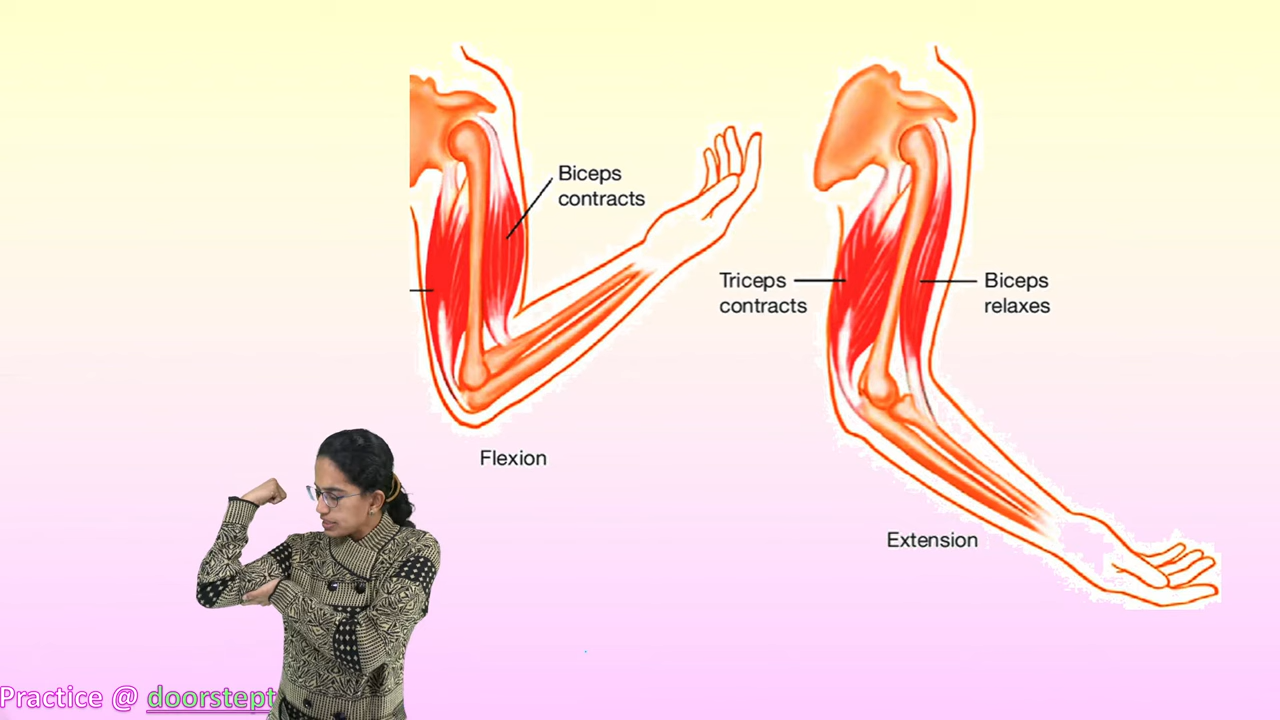 Biceps
contracts
Triceps
contracts
Biceps
relaxes
Flexion
Extension
Practice @ doorstept